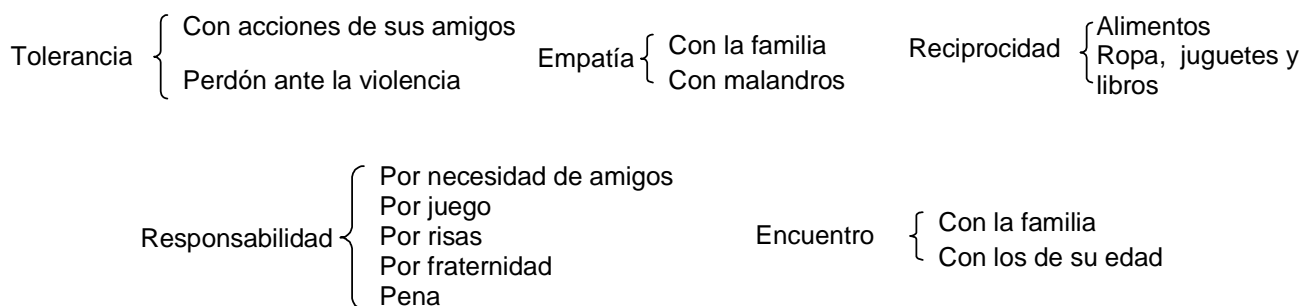 Tolerancia
Con acciones de sus amigos
Perdón ante la violencia
Empatía
Con la familia
Con malandros
Reciprocidad
Alimentos
Ropa, juguetes y
libros
Responsabilidad
Por necesidad de amigos
Por juego
Por risas
Por fraternidad
Pena
Encuentro
Con la familia
Con los de su edad